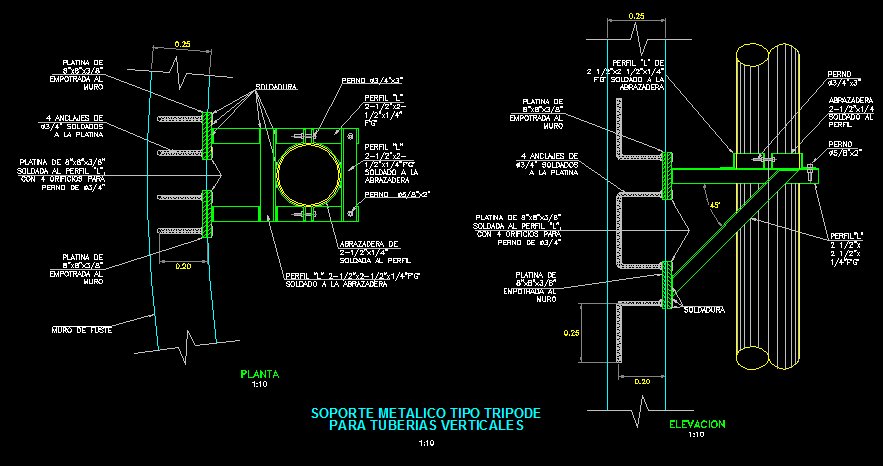 0.25
PLATINA DE
8"x8"x3/8"
EMPOTRADA AL
MURO
4 ANCLAJES DE
ø3/4" SOLDADOS
A LA PLATINA
PLATINA DE 8"x8"x3/8"
SOLDADA AL PERFIL "L",
CON 4 ORIFICIOS PARA
PERNO DE ø3/4"
PLATINA DE
8"x8"x3/8"
EMPOTRADA AL
MURO
0.20
MURO DE FUSTE
SOLDADURA
PERNO ø3/4"x3"
PERFIL "L"
2-1/2"x2-
1/2"x1/4"
F'G'
PERFIL "L"
2-1/2"x2-
1/2"x1/4"F'G'
SOLDADO A LA
ABRAZADERA
PERNO ø5/8"x2"
ABRAZADERA DE
2-1/2"x1/4"
SOLDADA AL PERFIL
PERFIL "L" 2-1/2"x2-1/2"x1/4"F'G'
SOLDADO A LA ABRAZADERA
PLANTA
1:10
0.25
PERFIL "L" DE
2 1/2"x2 1/2"x1/4"
F'G' SOLDADO A LA
ABRAZADERA
PLATINA DE
8"x8"x3/8"
EMPOTRADA AL
MURO
4 ANCLAJES DE
ø3/4" SOLDADOS
A LA PLATINA
PLATINA DE 8"x8"x3/8"
SOLDADA AL PERFIL "L",
CON 4 ORIFICIOS PARA
PERNO DE ø3/4"
PLATINA DE
8"x8"x3/8"
EMPOTRADA AL
MURO
0.25
0.20
SOLDADURA
45°
PERNO
ø3/4"x3"
ABRAZADERA
2-1/2"x1/4
SOLDADO AL
PERFIL
PERNO
ø5/8"x2"
PERFIL"L"
2 1/2"x
2 1/2"x
1/4"F'G'
ELEVACION
1:10
SOPORTE METALICO TIPO TRIPODE
PARA TUBERIAS VERTICALES
1:10